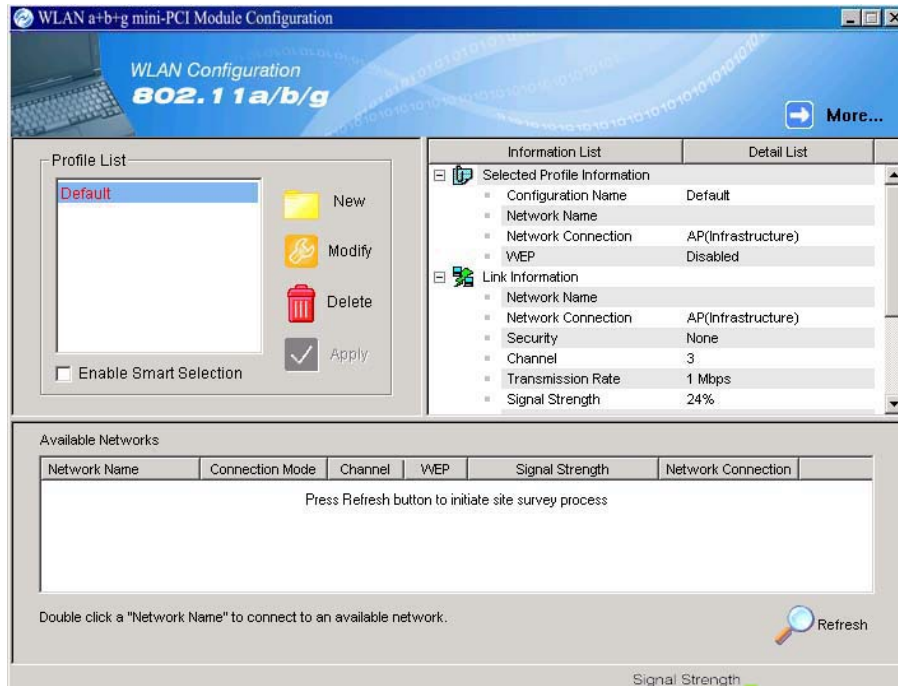 WLAN a+b+g mini-PCI Module Configuration
WLAN Configuration
802.11a/b/g
More...
Profile List
Default
New
Modify
Delete
Apply
Enable Smart Selection
Information List Detail List
Selected Profile Information
Configuration Name Default
Network Name
Network Connection AP(Infrastructure)
WEP Disabled
Link Information
Network Name
Network Connection AP(Infrastructure)
Security None
Channel 3
Transmission Rate 1 Mbps
Signal Strength 24%
Available Networks
Network Name Connection Mode Channel WEP Signal Strength Network Connection
Press Refresh button to initiate site survey process
Double click a "Network Name" to connect to an available network.
Refresh
Signal Strength